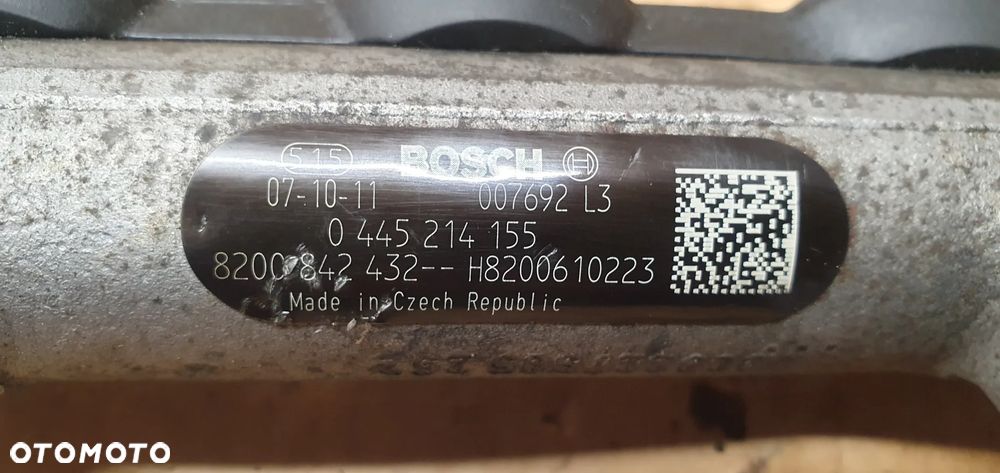 515 BOSCH
07-10-11 007692 L3
0 445 214 155
8200 842 432-- H8200610223
Made in Czech Republic
OTOMOTO